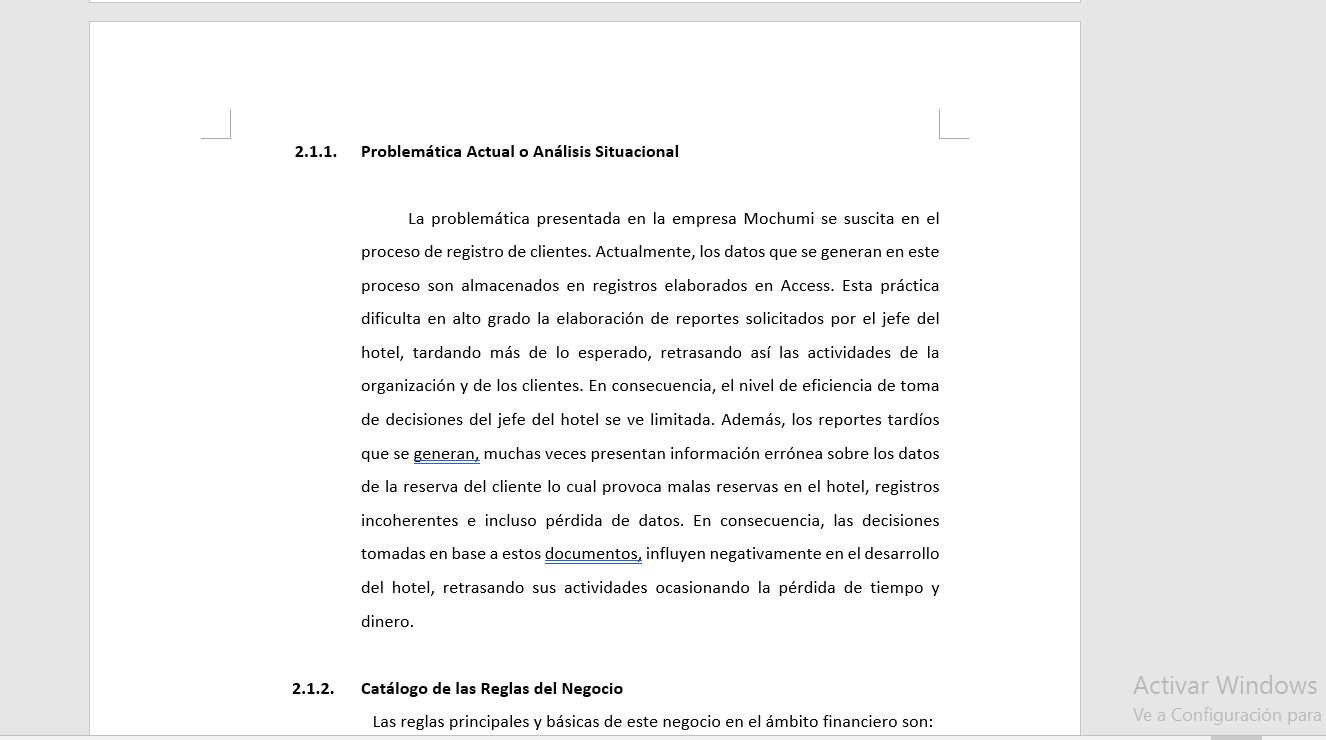 2.1.1. Problemática Actual o Análisis Situacional
La problemática presentada en la empresa Mochumi se suscita en el
proceso de registro de clientes. Actualmente, los datos que se generan en este
proceso son almacenados en registros elaborados en Access. Esta práctica
dificulta en alto grado la elaboración de reportes solicitados por el jefe del
hotel, tardando más de lo esperado, retrasando así las actividades de la
organización y de los clientes. En consecuencia, el nivel de eficiencia de toma
de decisiones del jefe del hotel se ve limitada. Además, los reportes tardíos
que se generan, muchas veces presentan información errónea sobre los datos
de la reserva del cliente lo cual provoca malas reservas en el hotel, registros
incoherentes e incluso pérdida de datos. En consecuencia, las decisiones
tomadas en base a estos documentos, influyen negativamente en el desarrollo
del hotel, retrasando sus actividades ocasionando la pérdida de tiempo y
dinero.
2.1.2. Catálogo de las Reglas del Negocio
Las reglas principales y básicas de este negocio en el ámbito financiero son:
Activar Windows
Ve a Configuración para